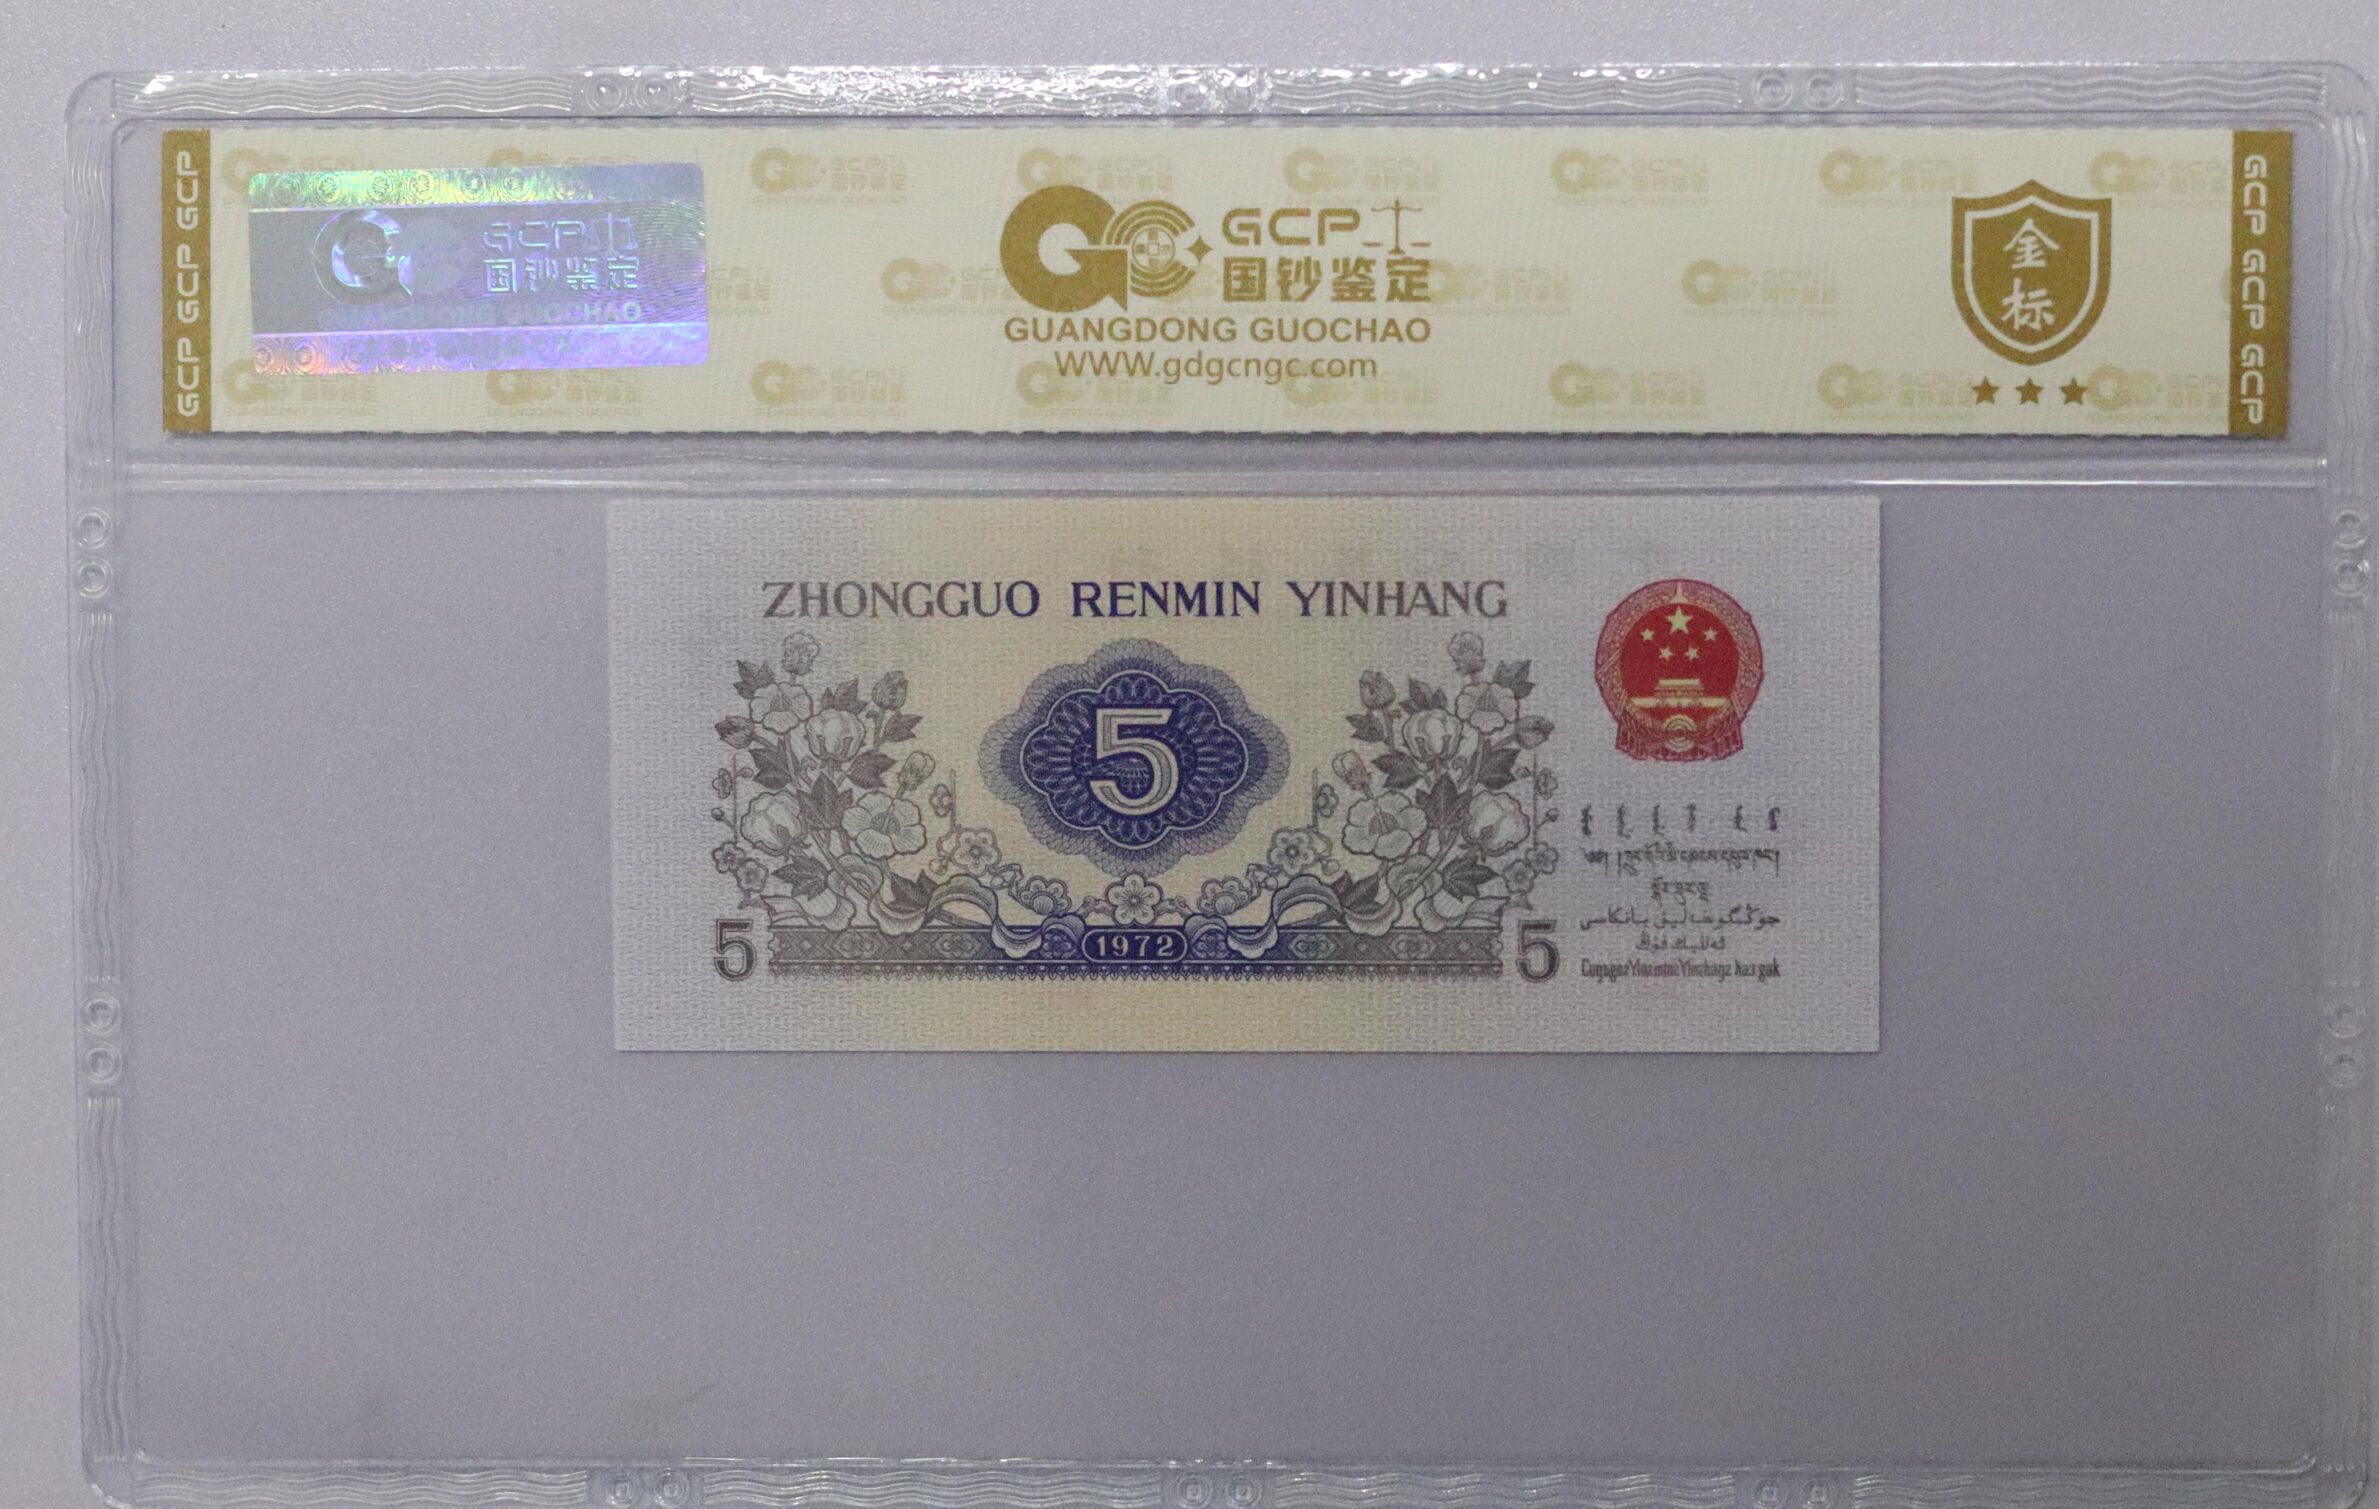 GCP GCP GCP
GCP
国钞鉴定
GUANGDONG GUOCHAO
GCP
国钞鉴定
GUANGDONG GUOCHAO
WWW.gdgcngc.com
金标
GCP GCP GCP
ZHONGGUO RENMIN YINHANG
5
5
1972
5